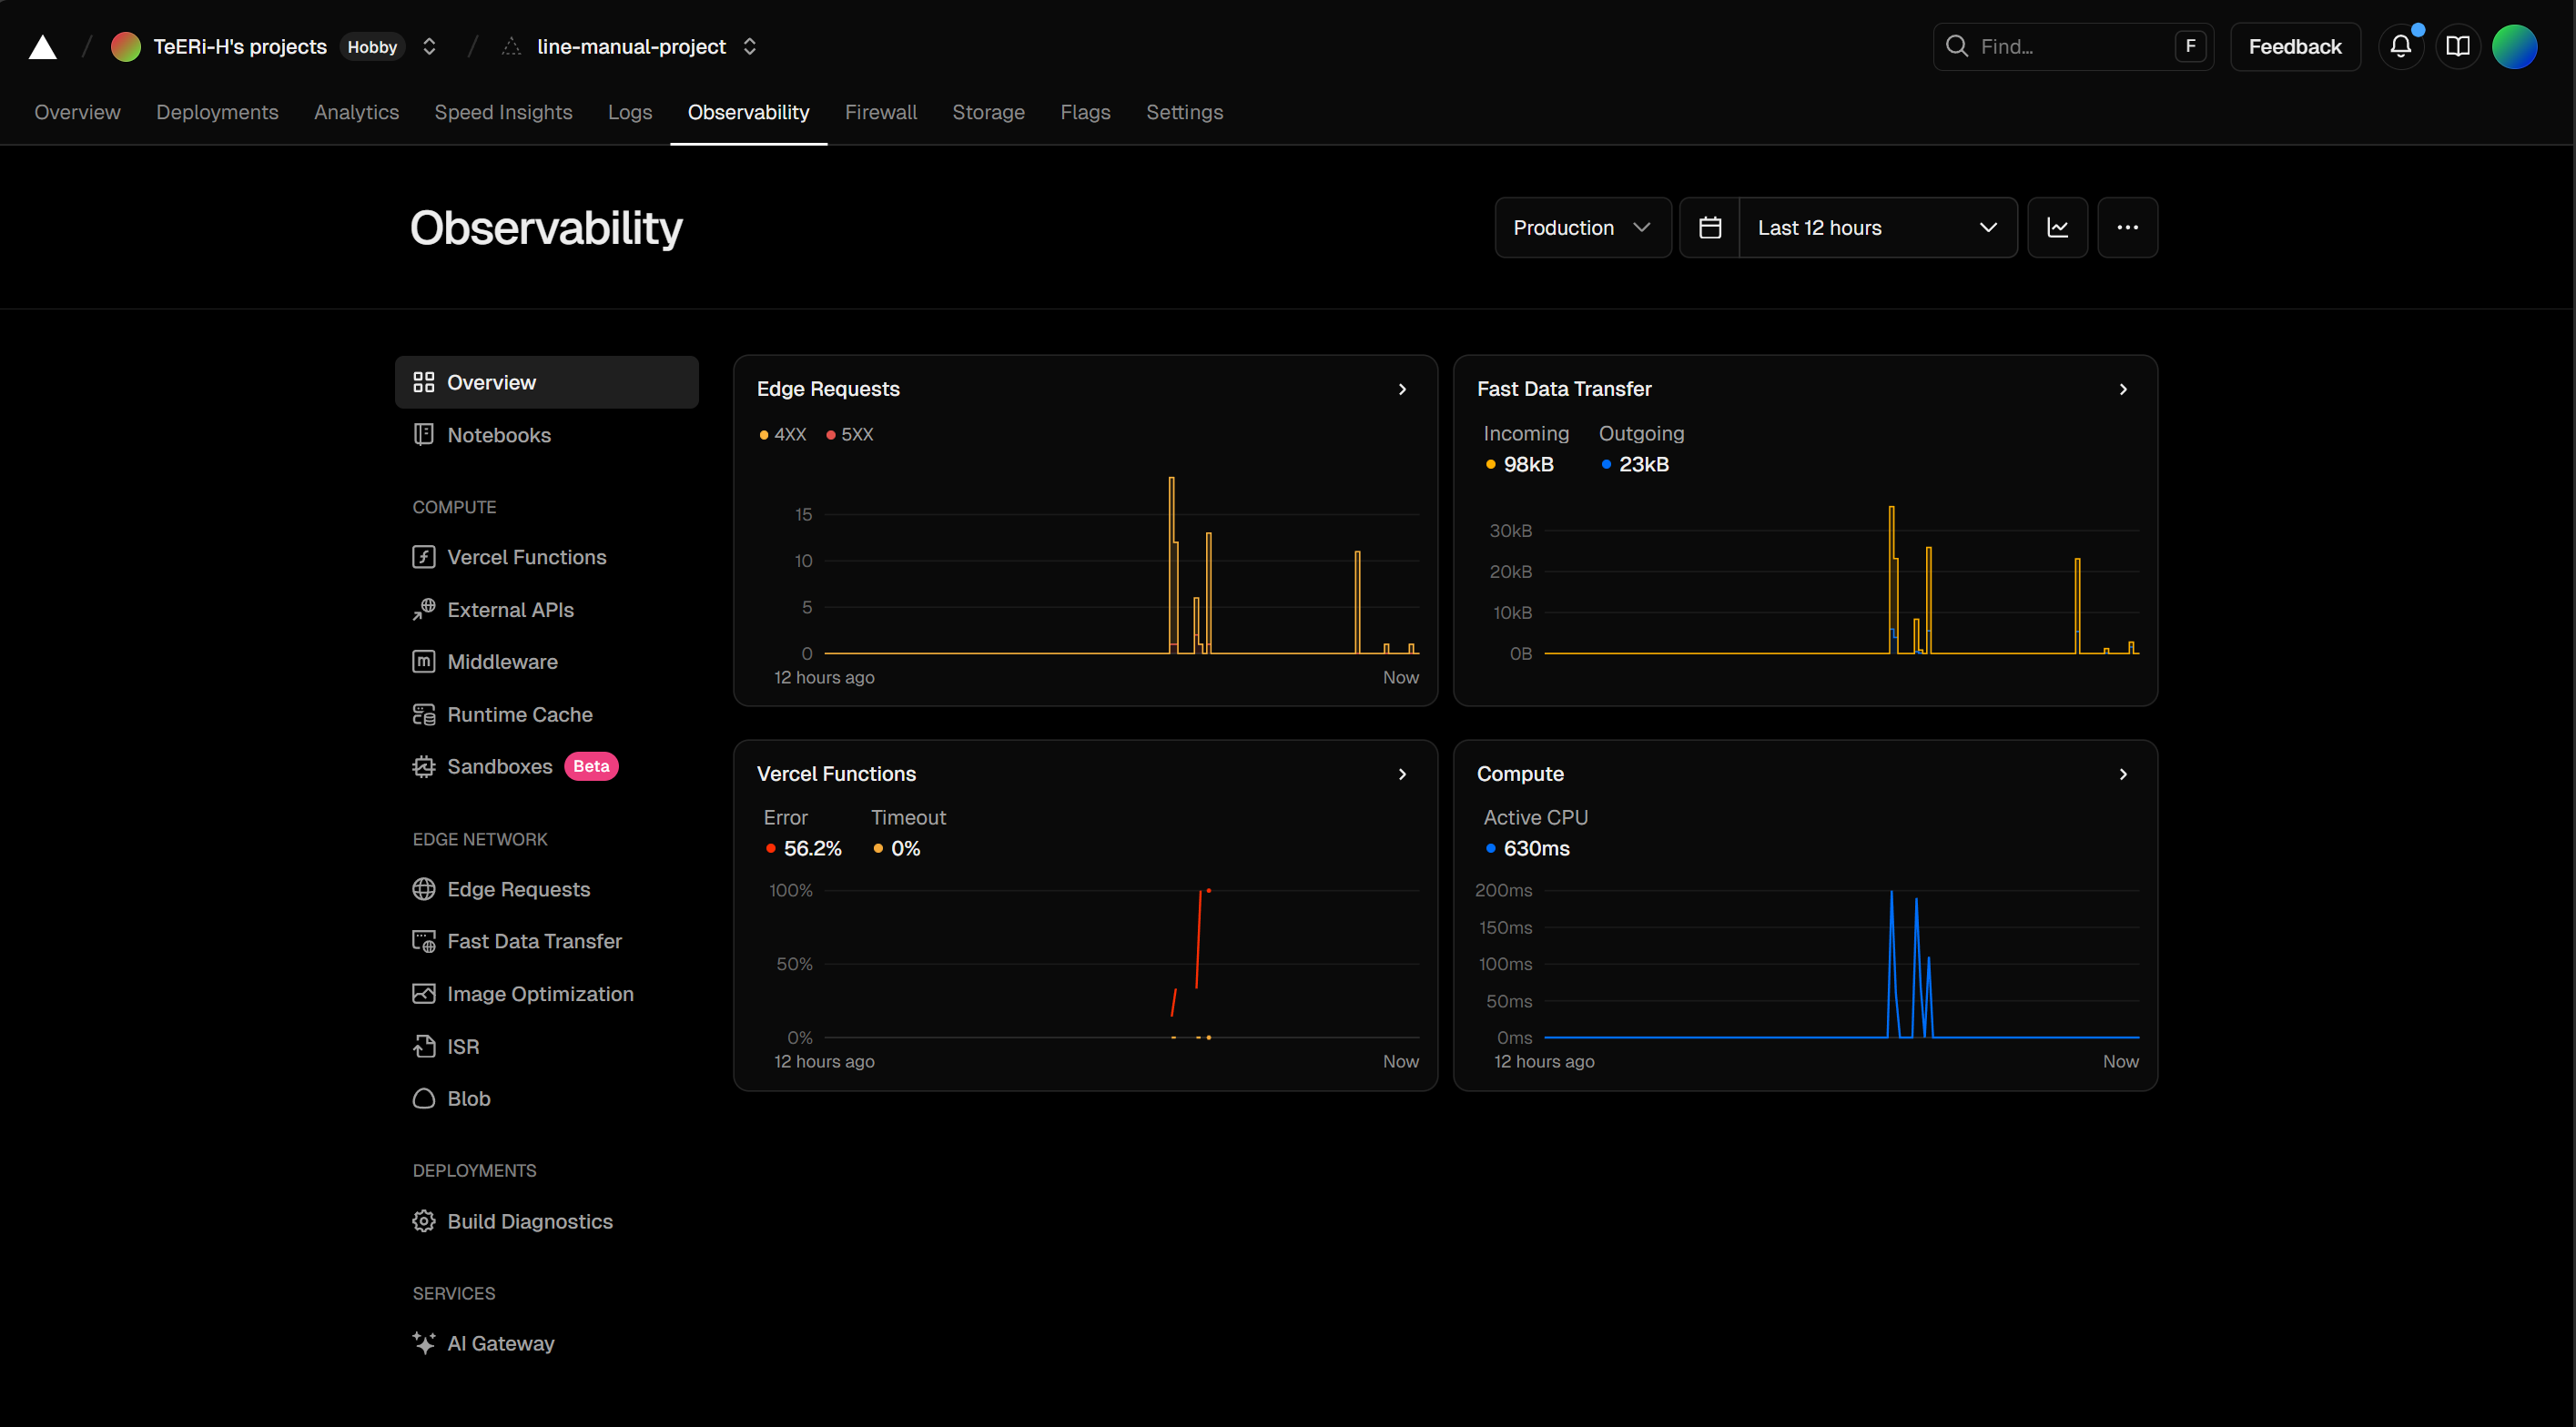 TeERi-H's projects Hobby line-manual-project Find... F Feedback
Overview Deployments Analytics Speed Insights Logs Observability Firewall Storage Flags Settings
Observability
Production Last 12 hours
Overview
Notebooks
COMPUTE
Vercel Functions
External APIs
Middleware
Runtime Cache
Sandboxes Beta
EDGE NETWORK
Edge Requests
Fast Data Transfer
Image Optimization
ISR
Blob
DEPLOYMENTS
Build Diagnostics
SERVICES
AI Gateway
Edge Requests
4XX 5XX
15
10
5
0
12 hours ago Now
Fast Data Transfer
Incoming Outgoing
98kB 23kB
30kB
20kB
10kB
0B
Vercel Functions
Error Timeout
56.2% 0%
100%
50%
0%
12 hours ago Now
Compute
Active CPU
630ms
200ms
150ms
100ms
50ms
0ms
12 hours ago Now